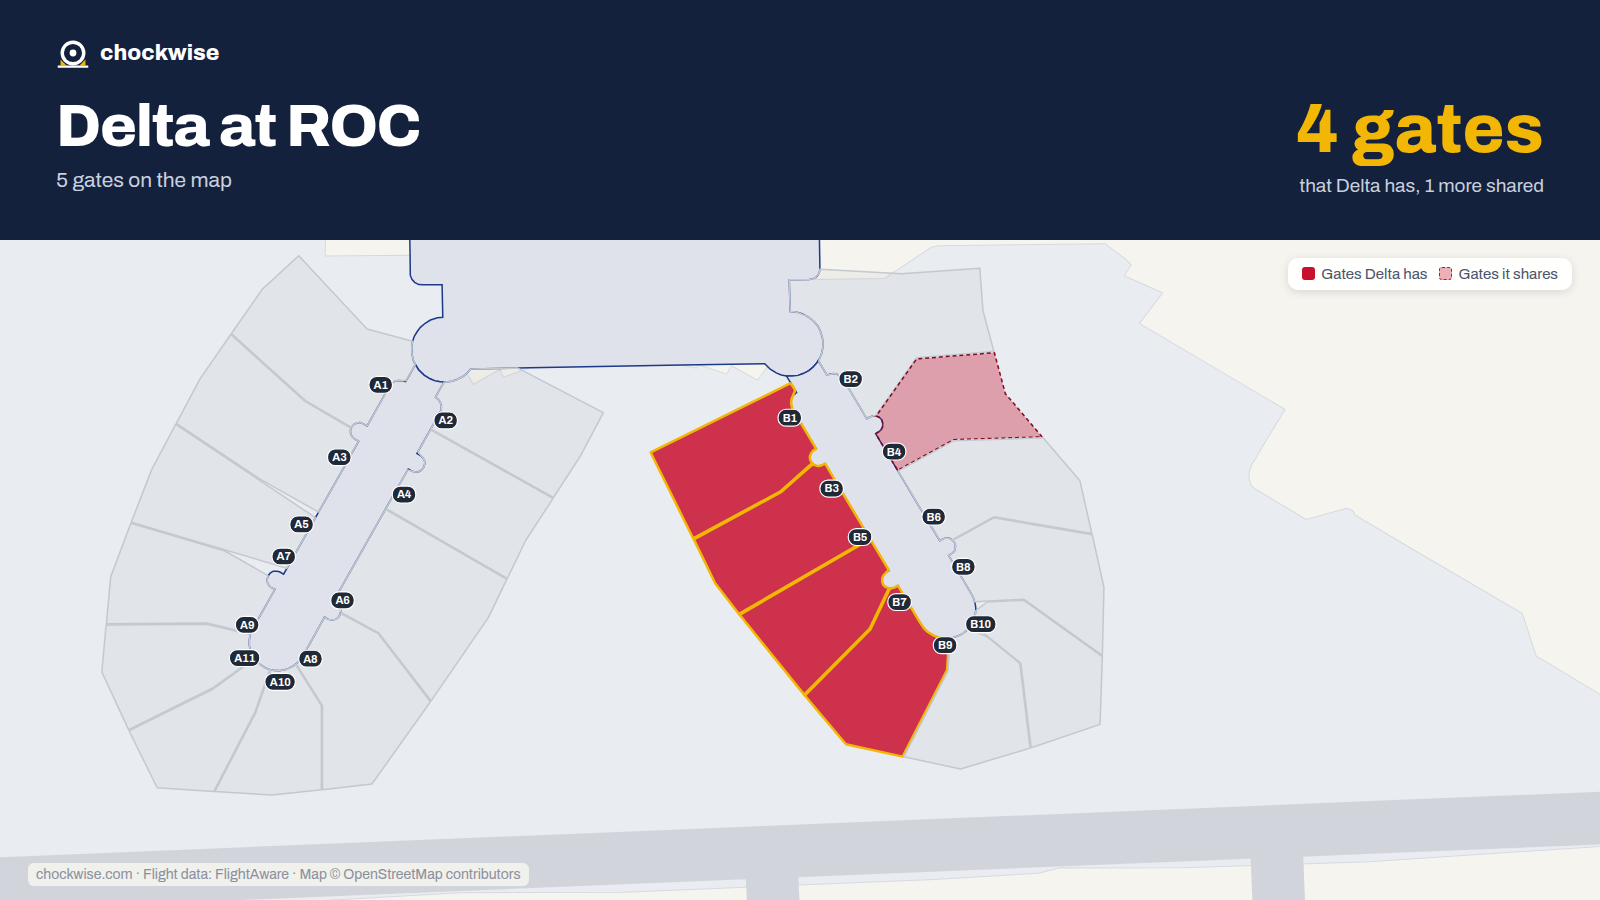 chockwise
Delta at ROC
5 gates on the map
4 gates
that Delta has, 1 more shared
Gates Delta has
Gates it shares
A1
A2
A3
A4
A5
A7
A6
A9
A11
A8
A10
B2
B1
B4
B3
B6
B5
B8
B7
B10
B9
chockwise.com · Flight data: FlightAware · Map © OpenStreetMap contributors